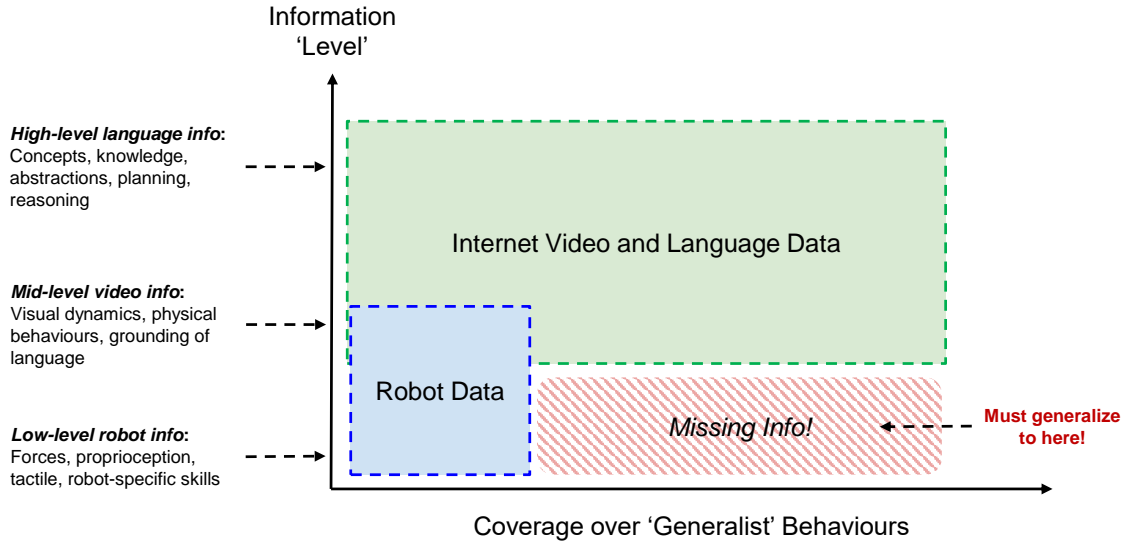 Information
‘Level’
High-level language info:
Concepts, knowledge,
abstractions, planning,
reasoning
Internet Video and Language Data
Mid-level video info:
Visual dynamics, physical
behaviours, grounding of
language
Robot Data
Missing Info!
Must generalize
to here!
Low-level robot info:
Forces, proprioception,
tactile, robot-specific skills
Coverage over ‘Generalist’ Behaviours